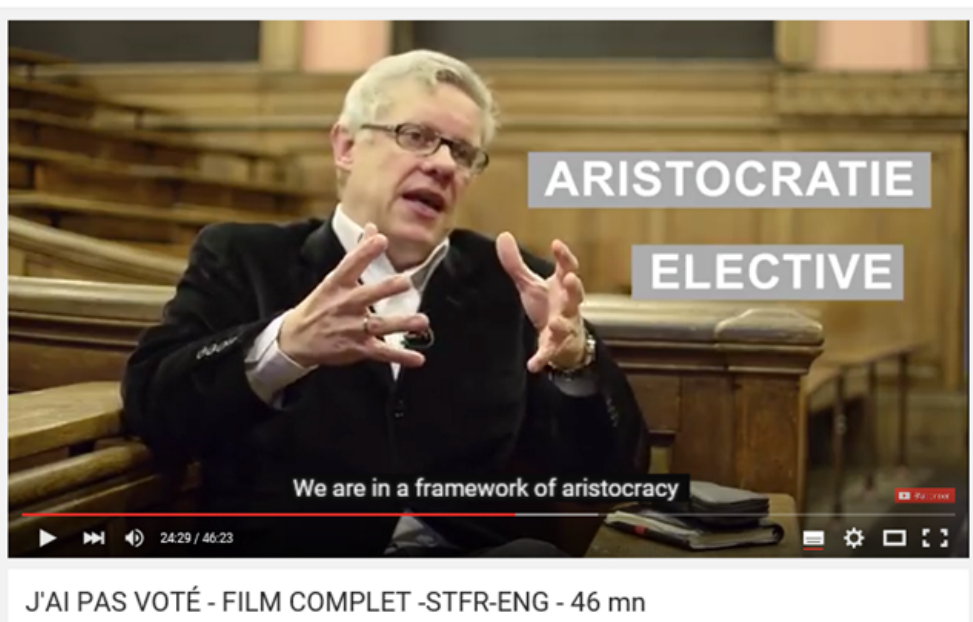 ARISTOCRATIE
ELECTIVE
We are in a framework of aristocracy
24:29 / 46:23
J'AI PAS VOTÉ - FILM COMPLET -STFR-ENG - 46 mn